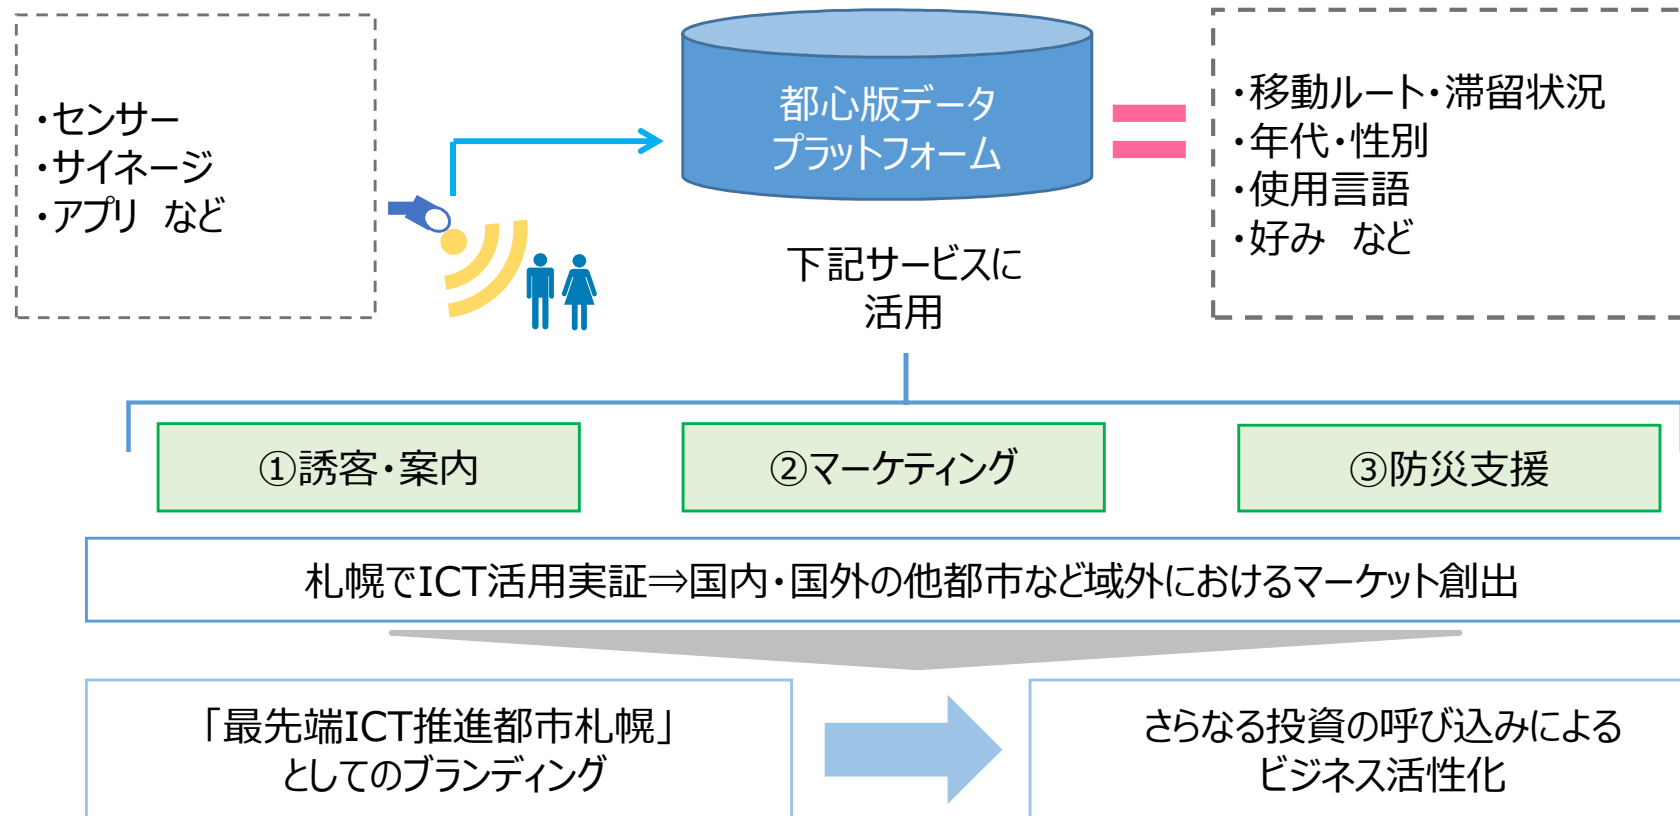 ・センサー
・サイネージ
・アプリ　など
都心版データ
プラットフォーム
・移動ルート・滞留状況
・年代・性別
・使用言語
・好み　など
下記サービスに
活用
①誘客・案内
②マーケティング
③防災支援
札幌でICT活用実証⇒国内・国外の他都市など域外におけるマーケット創出
「最先端ICT推進都市札幌」
としてのブランディング
さらなる投資の呼び込みによる
ビジネス活性化